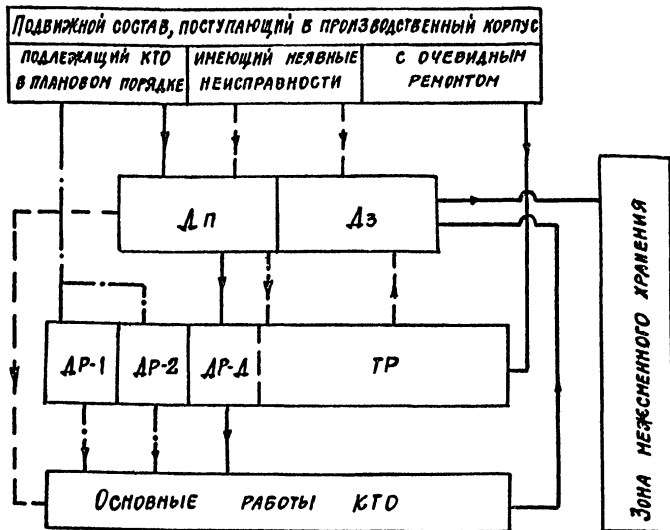 ПОДВИЖНОЙ СОСТАВ, ПОСТУПАЮЩИЙ В ПРОИЗВОДСТВЕННЫЙ КОРПУС
ПОДЛЕЖАЩИЙ КТО
В ПЛАНОВОМ ПОРЯДКЕ
ИМЕЮЩИЙ НЕЯВНЫЕ
НЕИСПРАВНОСТИ
С ОЧЕВИДНЫМ
РЕМОНТОМ
Дп
Дз
ДР-1
ДР-2
ДР-Д
ТР
ОСНОВНЫЕ РАБОТЫ КТО
ЗОНА МЕЖСМЕННОГО ХРАНЕНИЯ